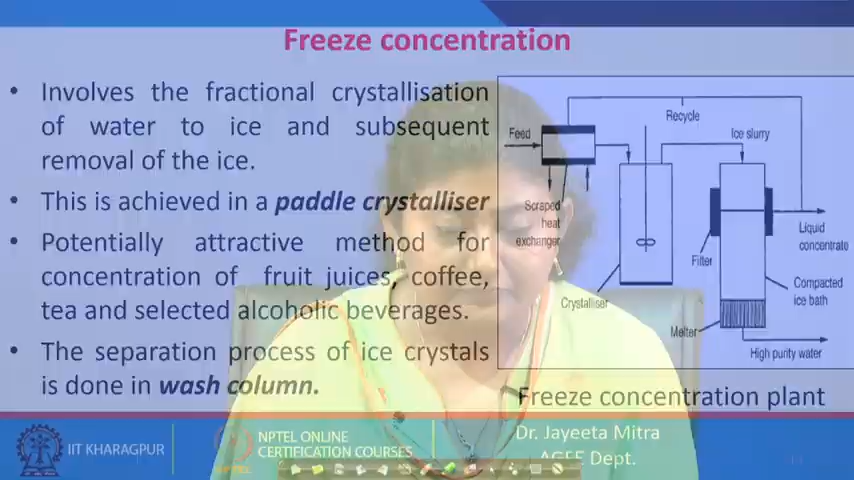 Freeze concentration
• Involves the fractional crystallisation
of water to ice and subsequent
removal of the ice.
• This is achieved in a paddle crystalliser
• Potentially attractive method for
concentration of fruit juices, coffee,
tea and selected alcoholic beverages.
• The separation process of ice crystals
is done in wash column.
Recycle
Feed
Ice slurry
Scraped
heat
exchanger
Liquid
concentrate
Filter
Compacted
ice bath
Crystalliser
Melter
High purity water
Freeze concentration plant
IIT KHARAGPUR
NPTEL ONLINE
CERTIFICATION COURSES
Dr. Jayeeta Mitra
AGFE Dept.